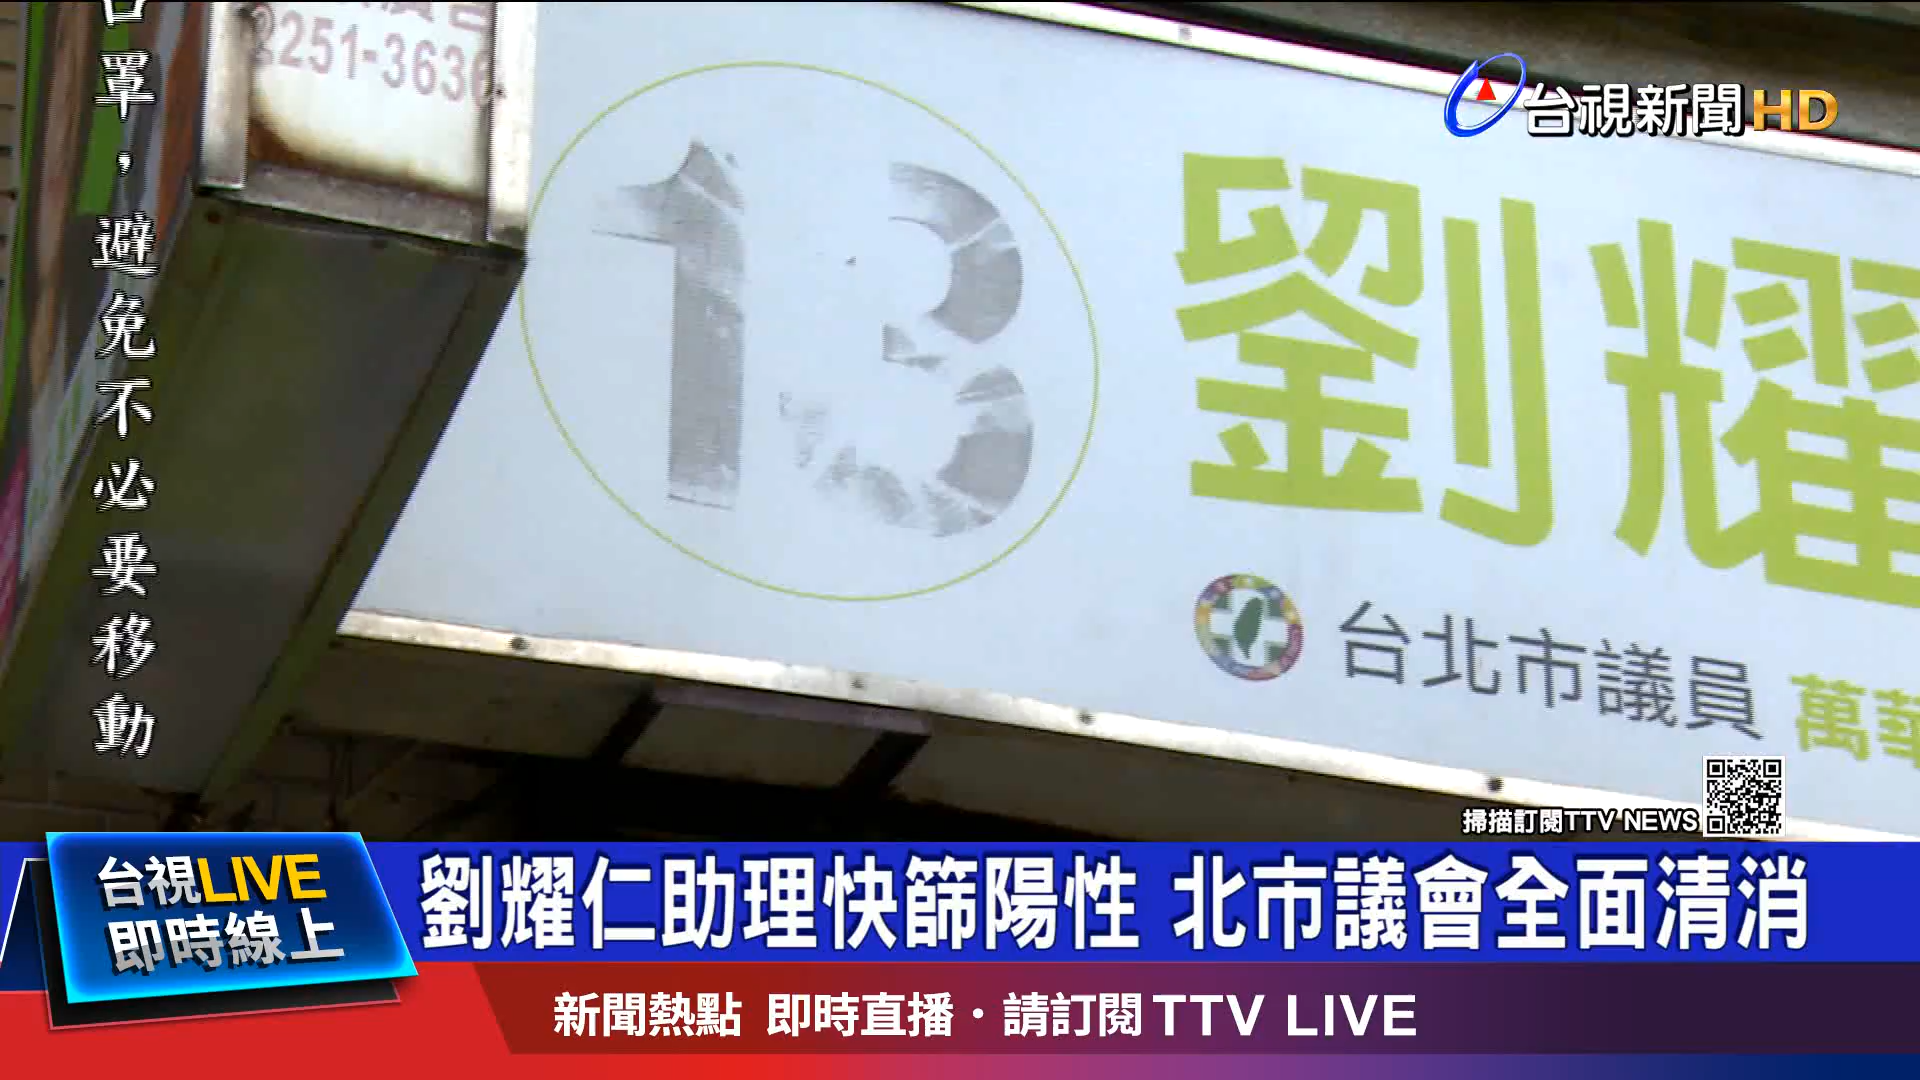 口罩，避免不必要移動
251-3636
台視新聞HD
13
劉耀
台北市議員 萬華
掃描訂閱TTV NEWS
台視LIVE
即時線上
劉耀仁助理快篩陽性 北市議會全面清消
新聞熱點 即時直播·請訂閱TTV LIVE